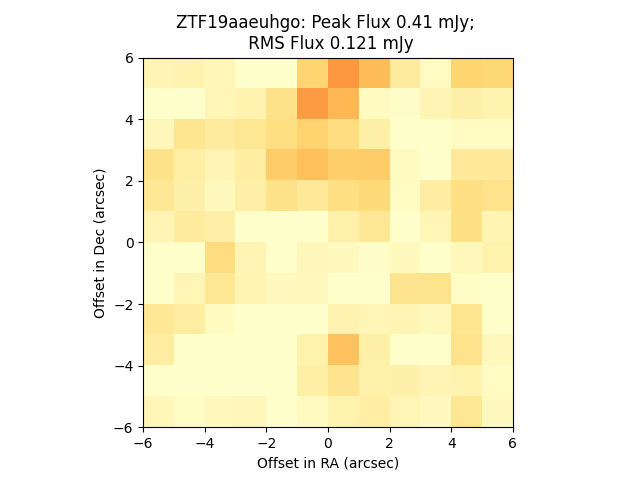 ZTF19aaeuhgo: Peak Flux 0.41 mJy;
RMS Flux 0.121 mJy
6
4
2
0
−2
−4
−6
Offset in Dec (arcsec)
−6 −4 −2 0 2 4 6
Offset in RA (arcsec)